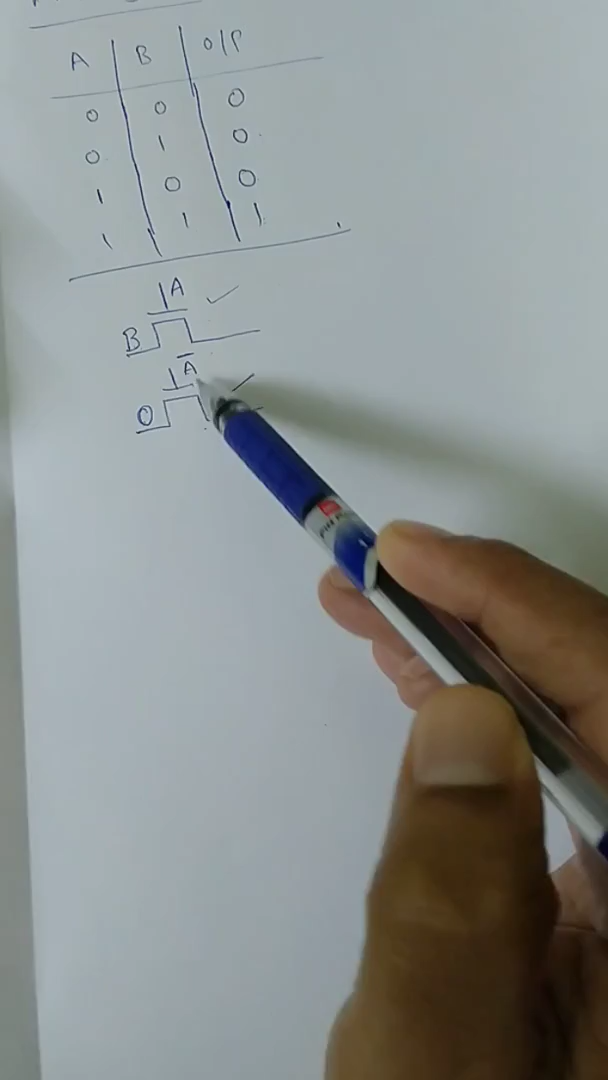 A B O/P
0 0 0
0 1 0
1 0 0
1 1 1
A
B
A̅
0